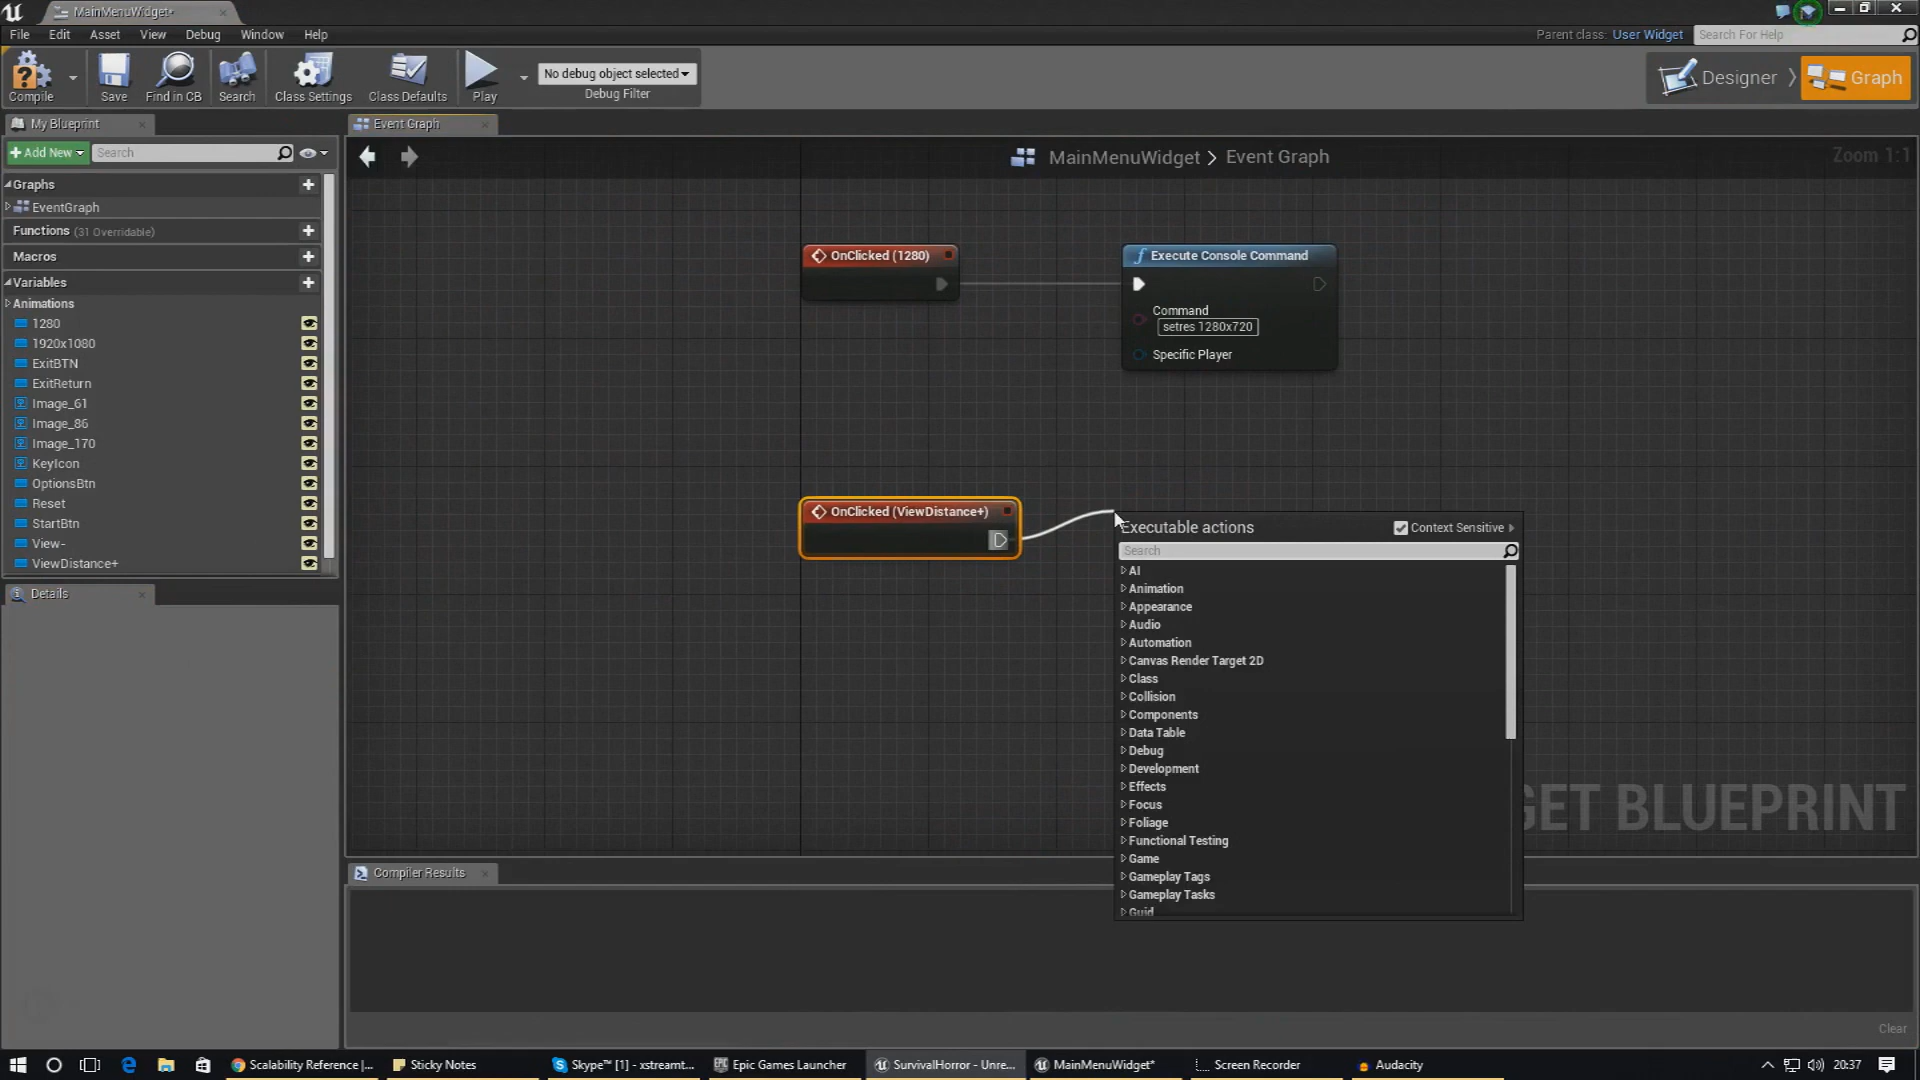 MainMenuWidget*
File Edit Asset View Debug Window Help
Parent class: User Widget
Search For Help
Compile
Save
Find in CB
Search
Class Settings
Class Defaults
Play
No debug object selected
Debug Filter
Designer
Graph
My Blueprint
Add New
Search
Graphs
EventGraph
Functions (31 Overridable)
Macros
Variables
Animations
1280
1920x1080
ExitBTN
ExitReturn
Image_61
Image_86
Image_170
KeyIcon
OptionsBtn
Reset
StartBtn
View-
ViewDistance+
Details
Event Graph
MainMenuWidget > Event Graph
Zoom 1:1
OnClicked (1280)
Execute Console Command
Command
setres 1280x720
Specific Player
OnClicked (ViewDistance+)
Executable actions
Context Sensitive
Search
AI
Animation
Appearance
Audio
Automation
Canvas Render Target 2D
Class
Collision
Components
Data Table
Debug
Development
Effects
Focus
Foliage
Functional Testing
Game
Gameplay Tags
Gameplay Tasks
Guid
GET BLUEPRINT
Compiler Results
Clear
Scalability Reference |...
Sticky Notes
Skype™ [1] - xstreamt...
Epic Games Launcher
SurvivalHorror - Unre...
MainMenuWidget*
Screen Recorder
Audacity
20:37